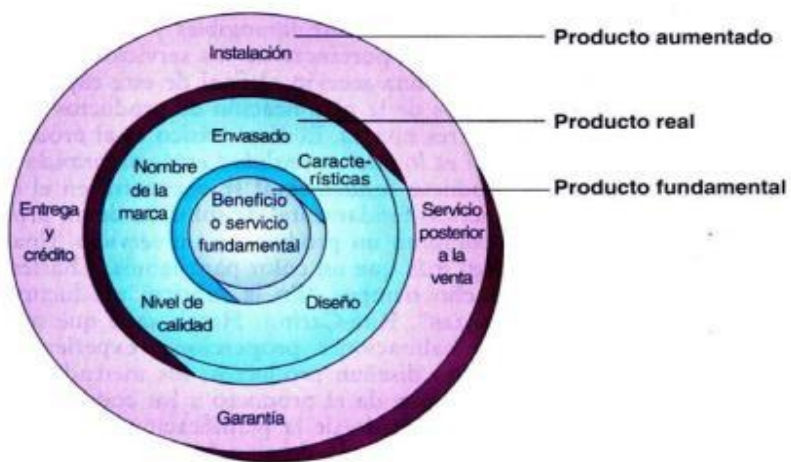 Instalación
Producto aumentado
Envasado
Producto real
Nombre
de la
marca
Caracte-
rísticas
Producto fundamental
Beneficio
o servicio
fundamental
Entrega
y
crédito
Servicio
posterior
a la
venta
Nivel de
calidad
Diseño
Garantía